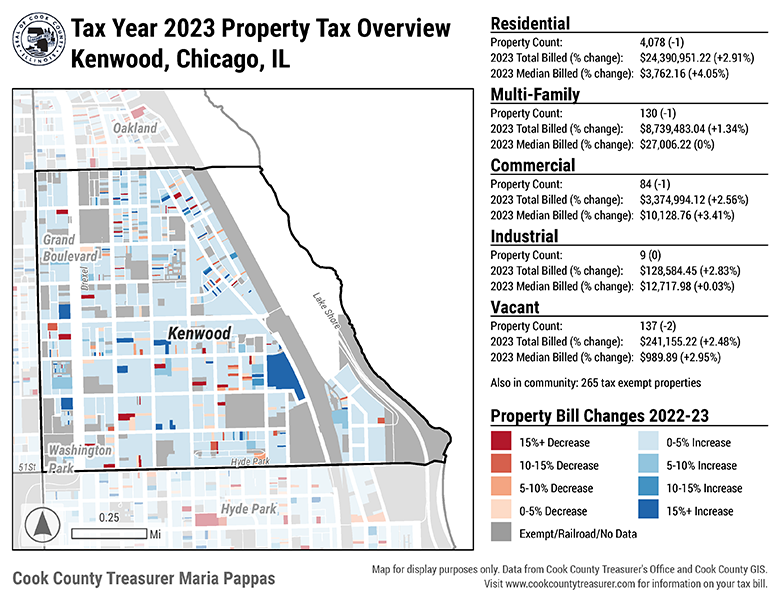 SEAL OF COOK COUNTY
ILLINOIS
Tax Year 2023 Property Tax Overview
Kenwood, Chicago, IL
Oakland
Grand
Boulevard
Drexel
Kenwood
Lake Shore
Washington
Park
51St
Hyde Park
Hyde Park
0.25
Mi
Residential
Property Count: 4,078 (-1)
2023 Total Billed (% change): $24,390,951.22 (+2.91%)
2023 Median Billed (% change): $3,762.16 (+4.05%)
Multi-Family
Property Count: 130 (-1)
2023 Total Billed (% change): $8,739,483.04 (+1.34%)
2023 Median Billed (% change): $27,006.22 (0%)
Commercial
Property Count: 84 (-1)
2023 Total Billed (% change): $3,374,994.12 (+2.56%)
2023 Median Billed (% change): $10,128.76 (+3.41%)
Industrial
Property Count: 9 (0)
2023 Total Billed (% change): $128,584.45 (+2.83%)
2023 Median Billed (% change): $12,717.98 (+0.03%)
Vacant
Property Count: 137 (-2)
2023 Total Billed (% change): $241,155.22 (+2.48%)
2023 Median Billed (% change): $989.89 (+2.95%)
Also in community: 265 tax exempt properties
Property Bill Changes 2022-23
15%+ Decrease
10-15% Decrease
5-10% Decrease
0-5% Decrease
Exempt/Railroad/No Data
0-5% Increase
5-10% Increase
10-15% Increase
15%+ Increase
Cook County Treasurer Maria Pappas
Map for display purposes only. Data from Cook County Treasurer's Office and Cook County GIS.
Visit www.cookcountytreasurer.com for information on your tax bill.